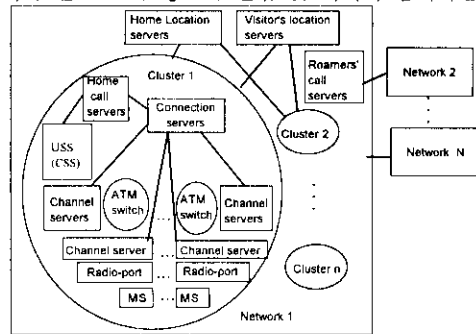 Home Location
servers
Visitor's location
servers
Cluster 1
Home
call servers
Connection
servers
Roamers'
call
servers
Network 2
USS
(CSS)
Cluster 2
Network N
Channel
servers
ATM
switch
...
ATM
switch
Channel
servers
Channel server
...
Channel server
Radio-port
...
Radio-port
Cluster n
MS
...
MS
Network 1